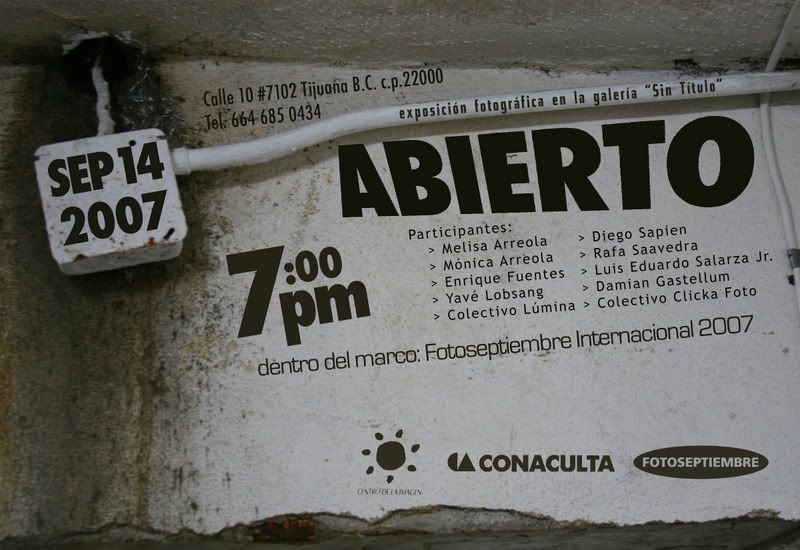 Calle 10 #7102 Tijuana B.C. c.p.22000
Tel: 664 685 0434
exposición fotográfica en la galería "Sin Título"
SEP 14
2007
ABIERTO
7:00
pm
Participantes:
> Melisa Arreola
> Mónica Arreola
> Enrique Fuentes
> Yavé Lobsang
> Colectivo Lúmina
> Diego Sapien
> Rafa Saavedra
> Luis Eduardo Salarza Jr.
> Damian Gastellum
> Colectivo Clicka Foto
dentro del marco: Fotoseptiembre Internacional 2007
CENTRO DE LA IMAGEN
CONACULTA
FOTOSEPTIEMBRE